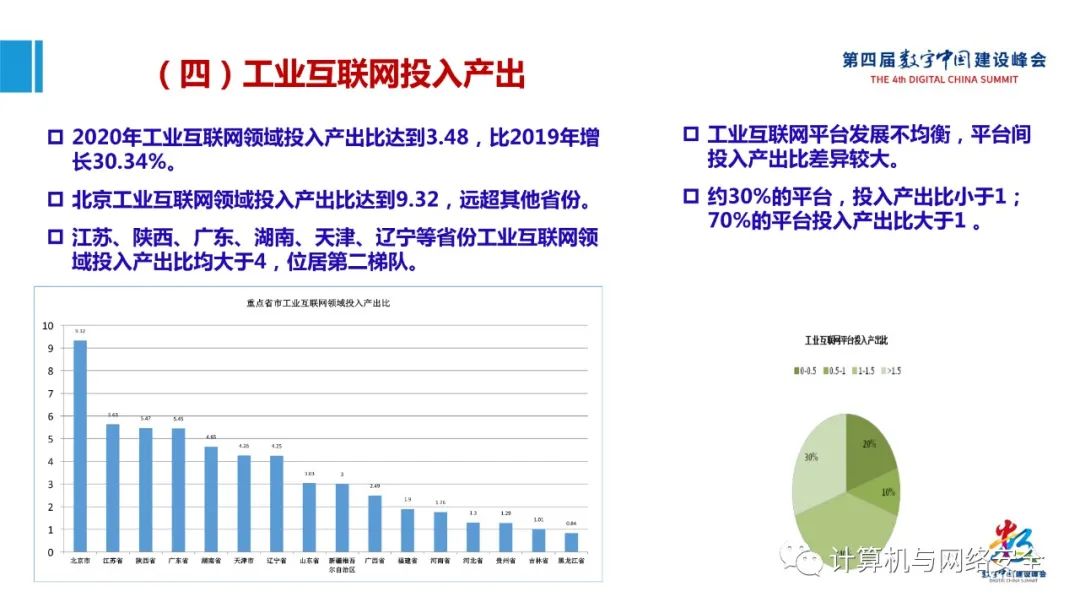 （四）工业互联网投入产出
第四届数字中国建设峰会
THE 4th DIGITAL CHINA SUMMIT
2020年工业互联网领域投入产出比达到3.48，比2019年增
长30.34%。
北京工业互联网领域投入产出比达到9.32，远超其他省份。
江苏、陕西、广东、湖南、天津、辽宁等省份工业互联网领
域投入产出比均大于4，位居第二梯队。
工业互联网平台发展不均衡，平台间
投入产出比差异较大。
约30%的平台，投入产出比小于1；
70%的平台投入产出比大于1 。
重点省市工业互联网领域投入产出比
10
9
8
7
6
5
4
3
2
1
0
9.32
5.63
5.47
5.45
4.65
4.26
4.25
3.03
3
2.49
1.9
1.76
1.3
1.29
1.01
0.84
北京市 江苏省 陕西省 广东省 湖南省 天津市 辽宁省 山东省 新疆维吾 广西省 福建省 河南省 河北省 贵州省 吉林省 黑龙江省
尔自治区
工业互联网平台投入产出比
0-0.5 0.5-1 1-1.5 >1.5
20%
30%
10%
计算机与网络安全
数字中国建设峰会
DIGITAL CHINA SUMMIT